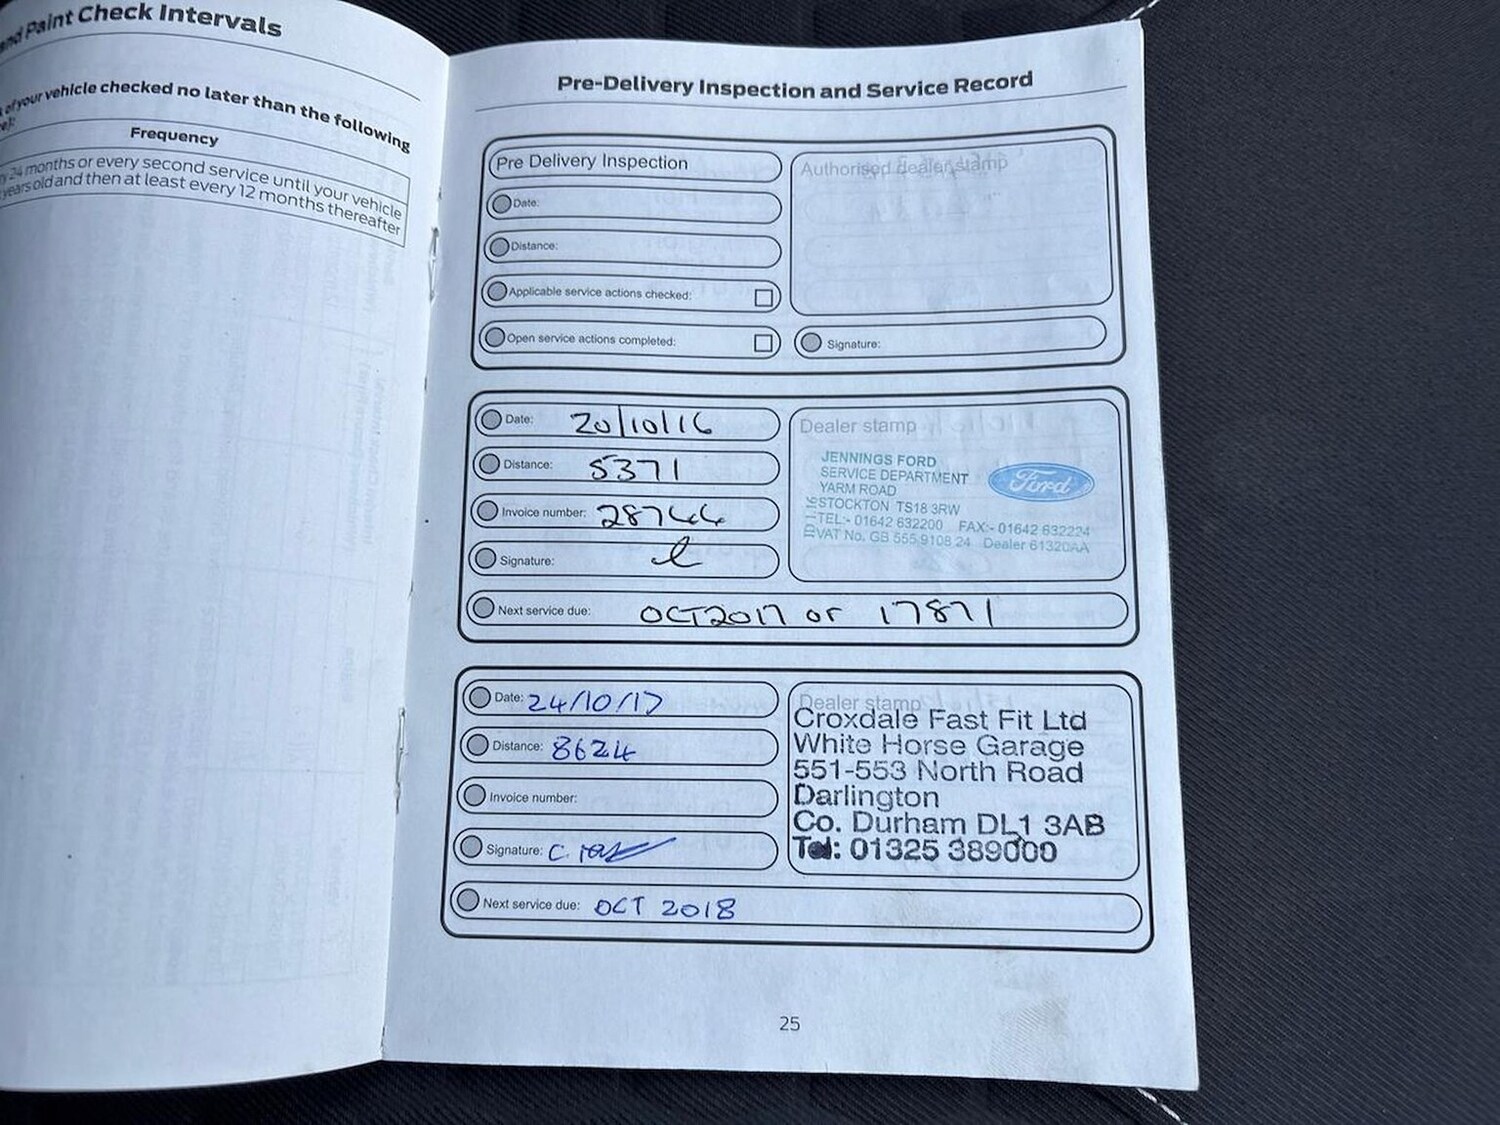 and Paint Check Intervals
of your vehicle checked no later than the following
Frequency
24 months or every second service until your vehicle
years old and then at least every 12 months thereafter
Pre-Delivery Inspection and Service Record
Pre Delivery Inspection
Authorised dealer stamp
Date:
Distance:
Applicable service actions checked:
Open service actions completed:
Signature:
Date: 20/10/16
Distance: 5371
Invoice number: 28744
Signature:
Next service due: OCT 2017 or 17871
Dealer stamp
JENNINGS FORD
SERVICE DEPARTMENT
YARM ROAD
STOCKTON TS18 3RW
TEL:- 01642 632200 FAX:- 01642 632224
VAT No. GB 555 9108 24 Dealer 61320AA
Ford
Date: 24/10/17
Distance: 8624
Invoice number:
Signature:
Next service due: OCT 2018
Dealer stamp
Croxdale Fast Fit Ltd
White Horse Garage
551-553 North Road
Darlington
Co. Durham DL1 3AB
Tel: 01325 389000
25